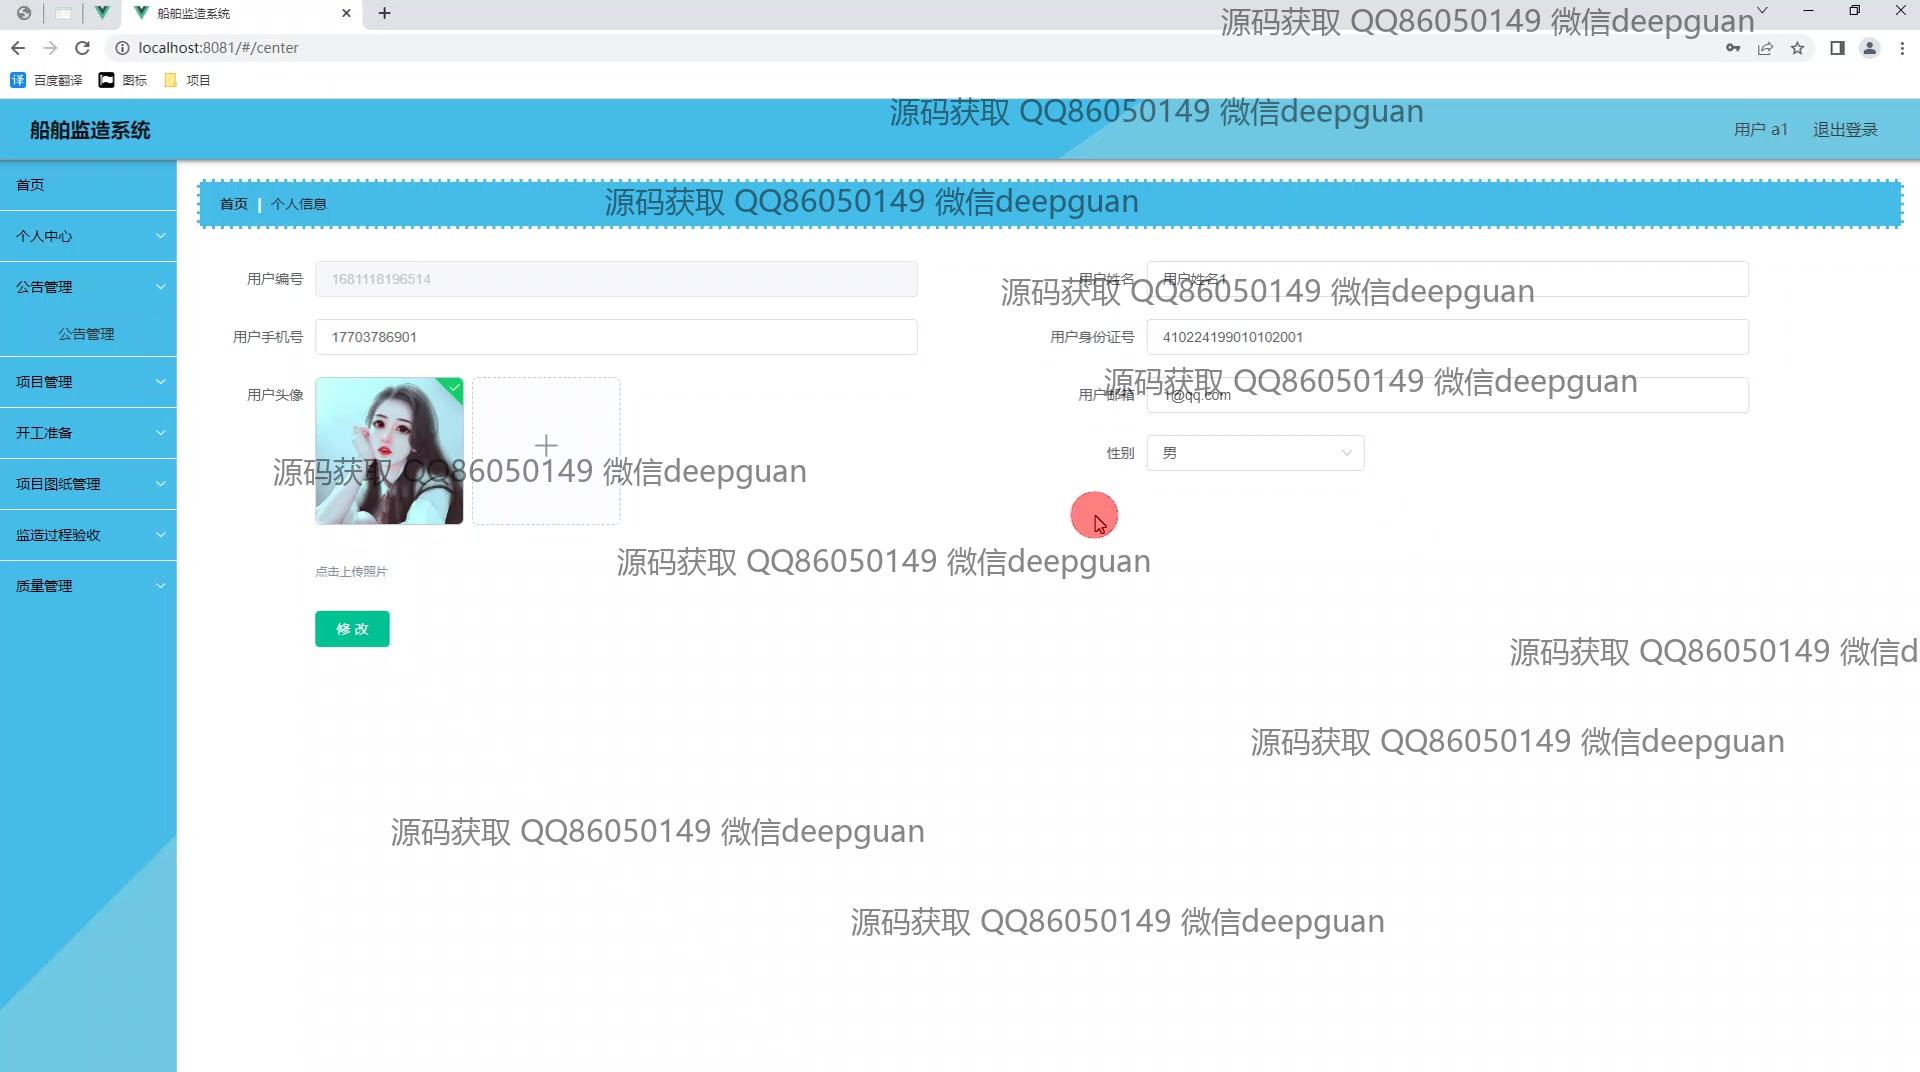 船舶监造系统
源码获取 QQ86050149 微信deepguan
localhost:8081/#/center
百度翻译 图标 项目
源码获取 QQ86050149 微信deepguan
船舶监造系统
用户 a1 退出登录
首页
首页 | 个人信息
源码获取 QQ86050149 微信deepguan
个人中心
用户编号 1681118196514
用户姓名 用户姓名1
源码获取 QQ86050149 微信deepguan
公告管理
公告管理
用户手机号 17703786901
用户身份证号 410224199010102001
项目管理
用户头像
用户邮箱 1@qq.com
源码获取 QQ86050149 微信deepguan
开工准备
性别 男
源码获取 QQ86050149 微信deepguan
项目图纸管理
监造过程验收
源码获取 QQ86050149 微信deepguan
点击上传照片
质量管理
修 改
源码获取 QQ86050149 微信d
源码获取 QQ86050149 微信deepguan
源码获取 QQ86050149 微信deepguan
源码获取 QQ86050149 微信deepguan